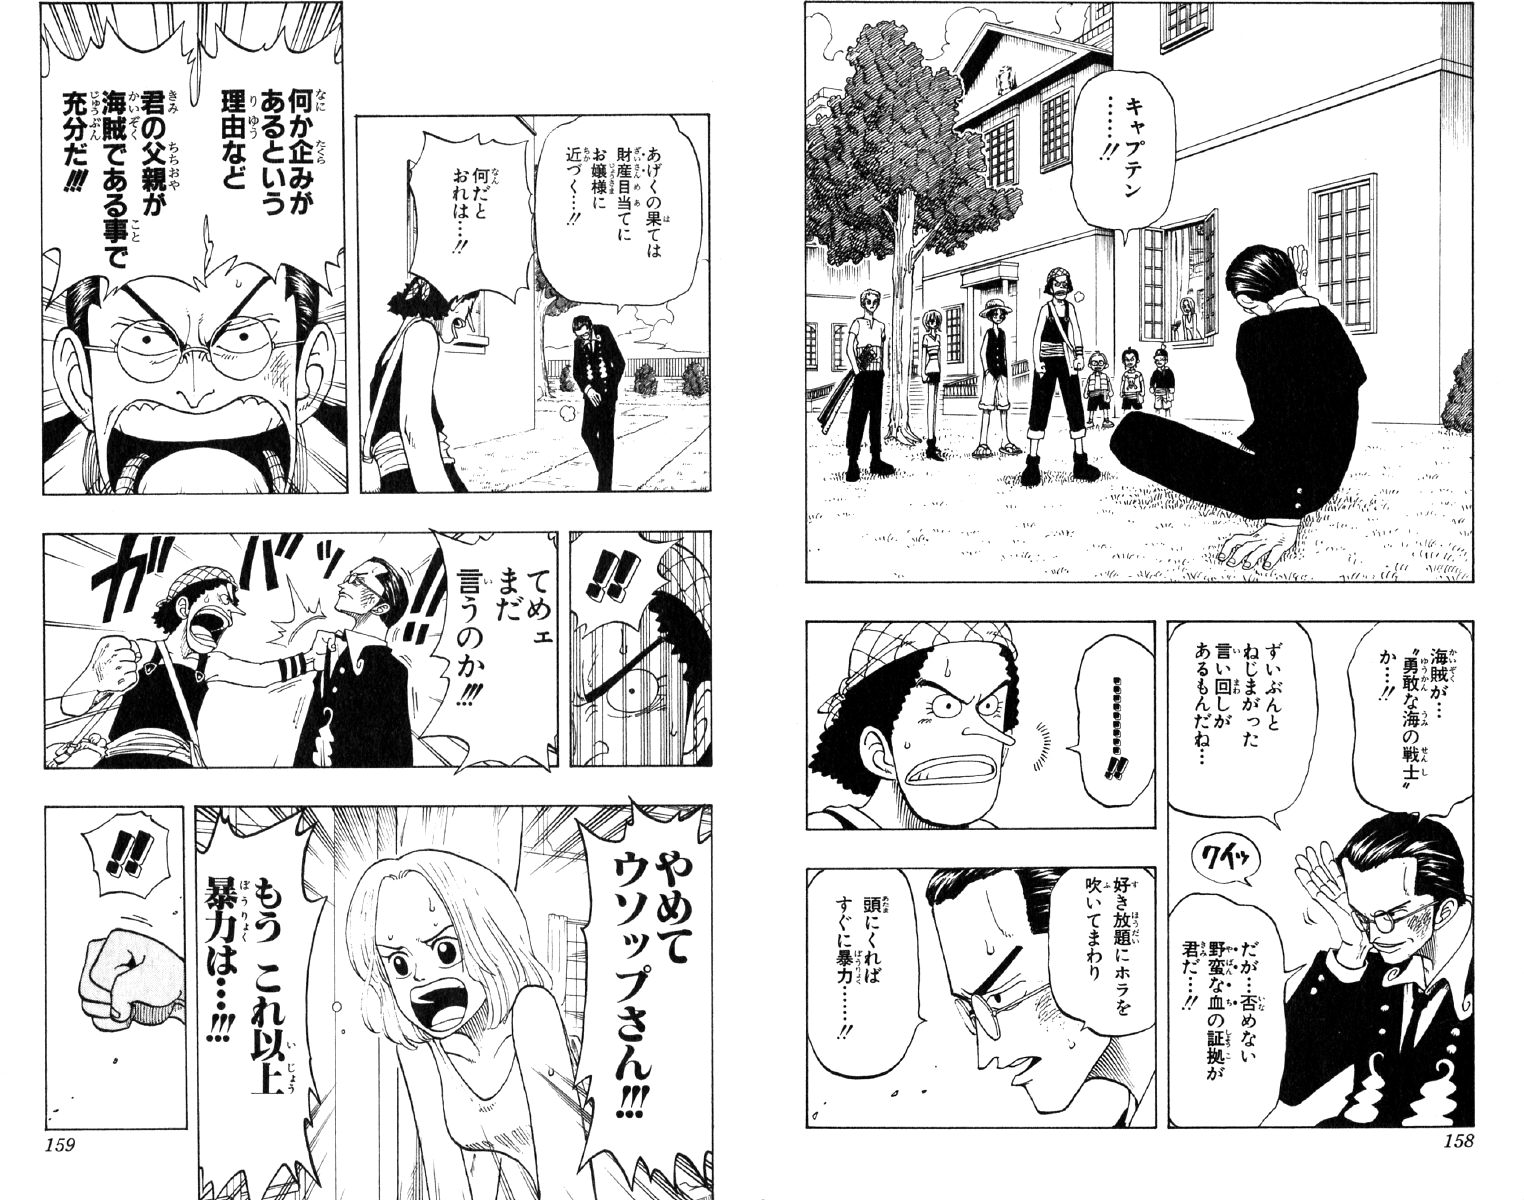 キャプテン
………!!
海賊が…
“勇敢な海の戦士”
か…!!
ずいぶんと
ねじまがった
言い回しが
あるもんだね…
クイッ
だが…否めない
野蛮な血の証拠が
君だ…!!
…………!!
好き放題にホラを
吹いてまわり
頭にくれば
すぐに暴力……!!
158
あげくの果ては
財産目当てに
お嬢様に
近づく…!!
何だと
おれは…!!
何か企みが
あるという
理由など
君の父親が
海賊である事で
充分だ!!!
!!
てめェ
まだ
言うのか!!!
ガバッ!!
やめて
ウソップさん!!!
もう これ以上
暴力は…!!!
!!
159